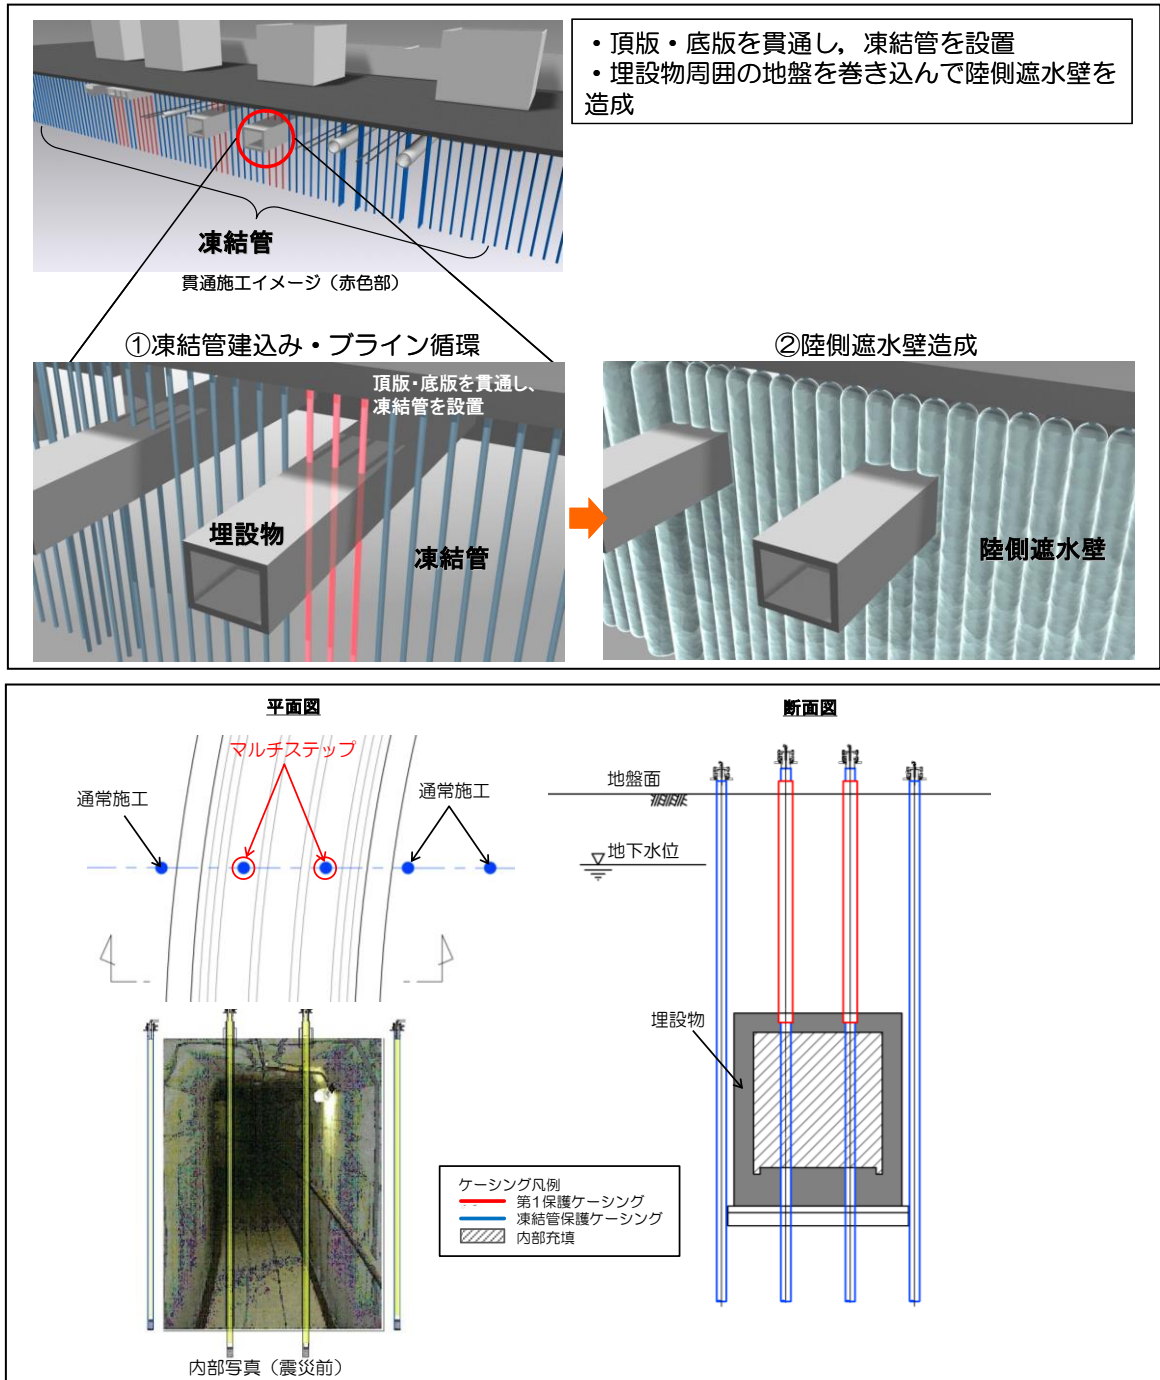 ・頂版・底版を貫通し，凍結管を設置
・埋設物周囲の地盤を巻き込んで陸側遮水壁を
造成
凍結管
貫通施工イメージ（赤色部）
①凍結管建込み・ブライン循環
頂版・底版を貫通し、
凍結管を設置
埋設物
凍結管
②陸側遮水壁造成
陸側遮水壁
平面図
マルチステップ
通常施工
通常施工
内部写真（震災前）
断面図
地盤面
地下水位
埋設物
ケーシング凡例
第1保護ケーシング
凍結管保護ケーシング
内部充填